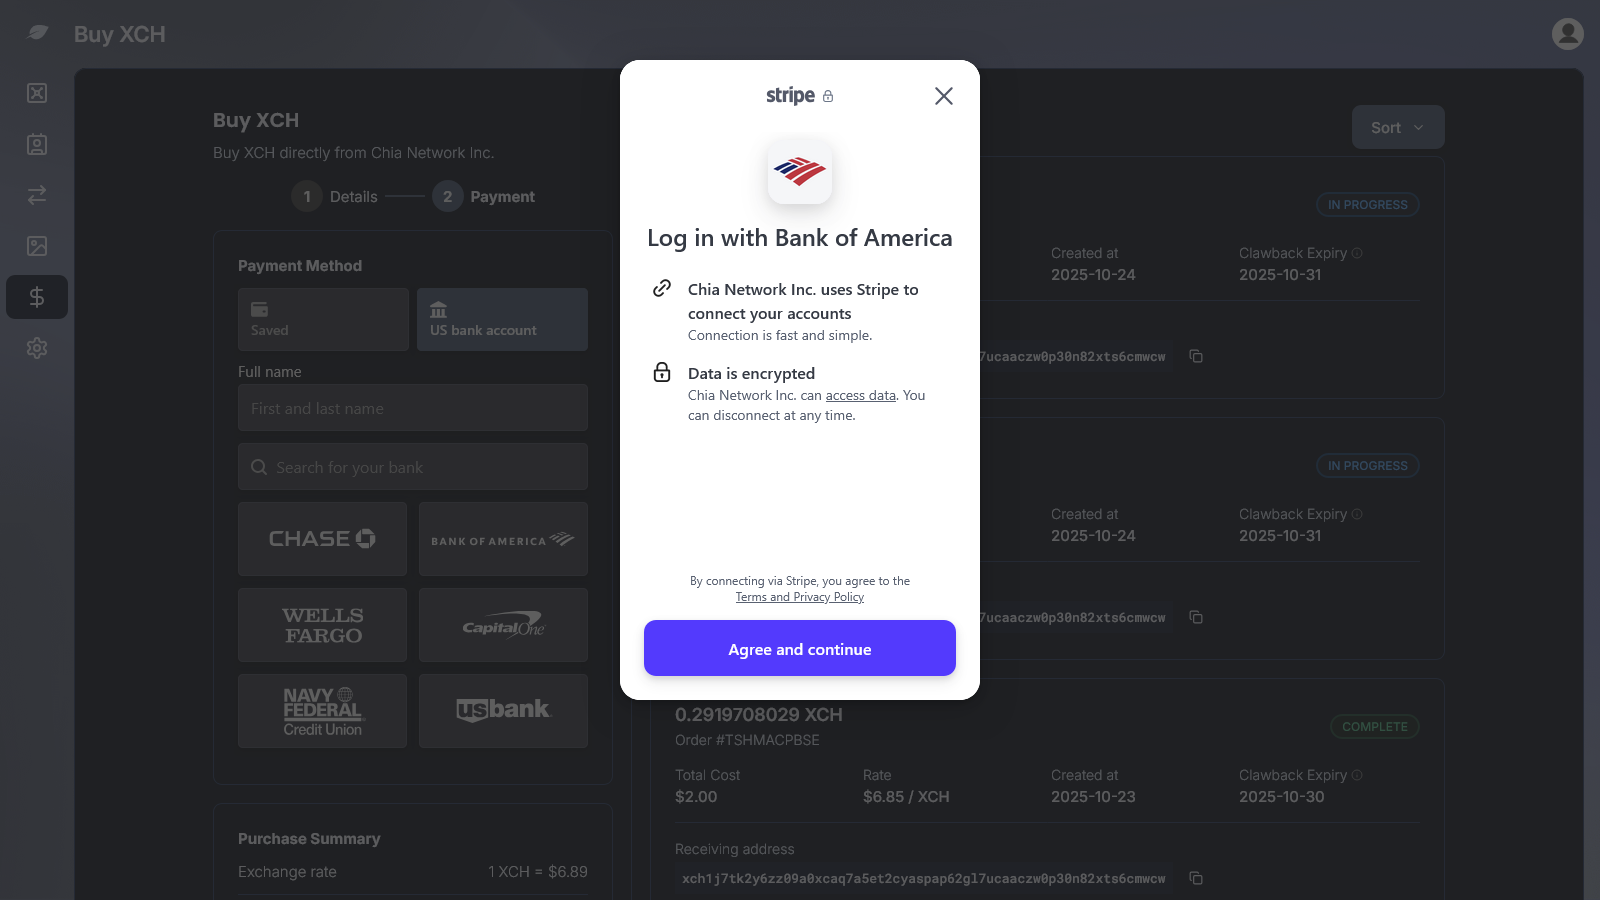 Buy XCH
Buy XCH
Buy XCH directly from Chia Network Inc.
1 Details 2 Payment
Payment Method
Saved
US bank account
Full name
First and last name
Search for your bank
CHASE
BANK OF AMERICA
WELLS
FARGO
Capital One
NAVY
FEDERAL
Credit Union
usbank
Purchase Summary
Exchange rate 1 XCH = $6.89
stripe
Log in with Bank of America
Chia Network Inc. uses Stripe to
connect your accounts
Connection is fast and simple.
Data is encrypted
Chia Network Inc. can access data. You
can disconnect at any time.
By connecting via Stripe, you agree to the
Terms and Privacy Policy
Agree and continue
Sort
IN PROGRESS
Created at Clawback Expiry
2025-10-24 2025-10-31
7ucaaczw0p30n82xts6cmwcw
IN PROGRESS
Created at Clawback Expiry
2025-10-24 2025-10-31
7ucaaczw0p30n82xts6cmwcw
0.2919708029 XCH
Order #TSHMACPBSE
COMPLETE
Total Cost Rate Created at Clawback Expiry
$2.00 $6.85 / XCH 2025-10-23 2025-10-30
Receiving address
xch1j7tk2y6zz09a0xcaq7a5et2cyaspap62gl7ucaaczw0p30n82xts6cmwcw